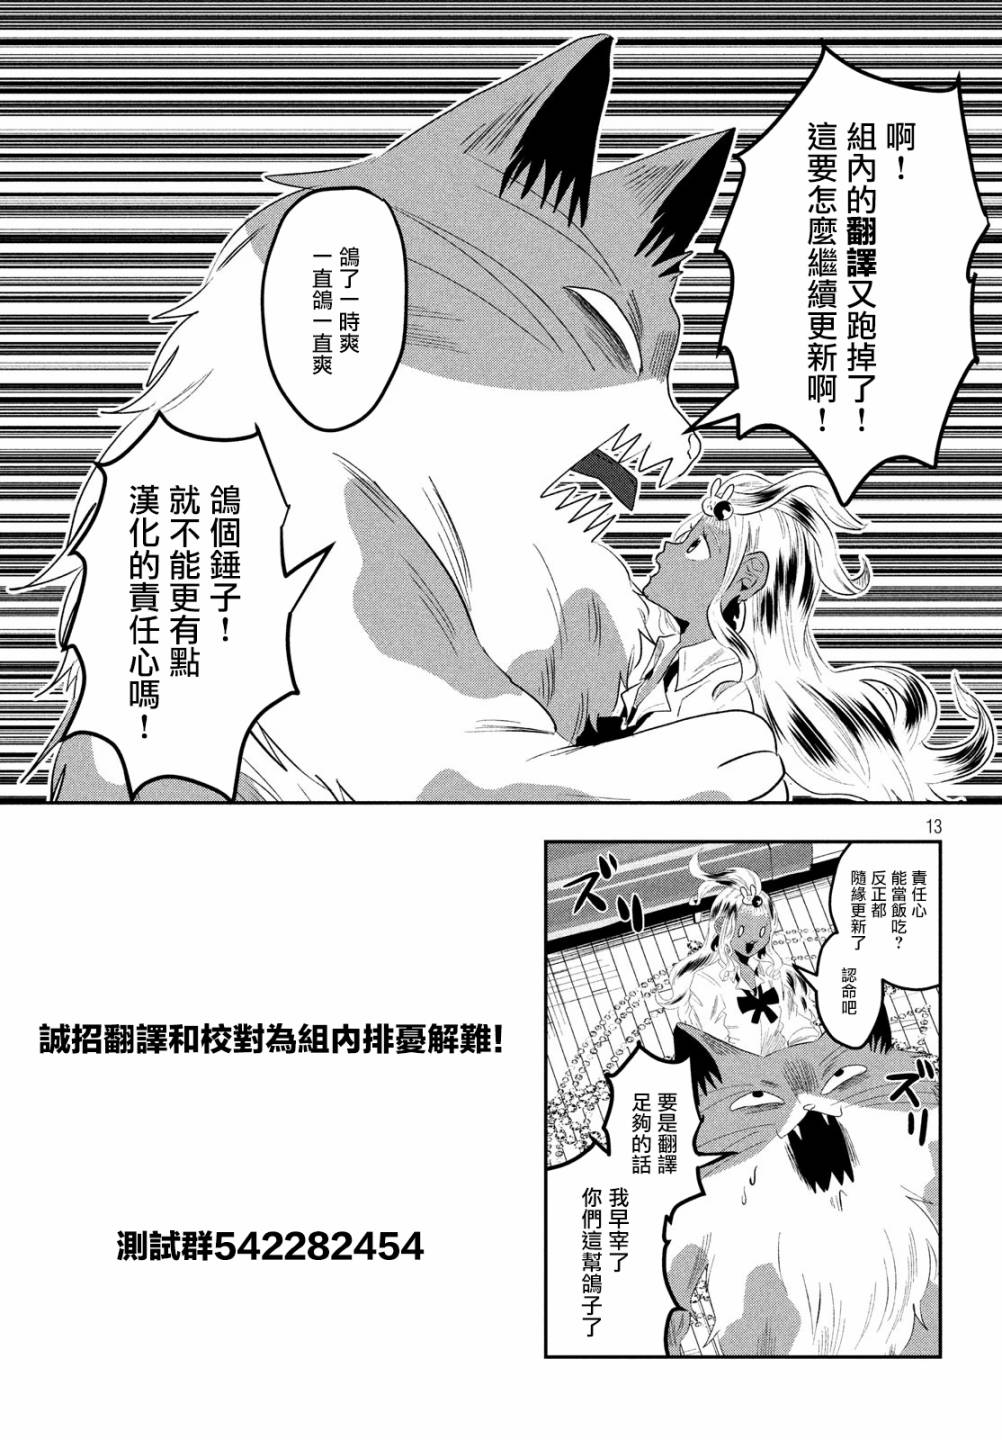 啊！
組內的翻譯又跑掉了！
這要怎麼繼續更新啊！
鴿了一時爽
一直鴿一直爽
鴿個錘子！
就不能更有點
漢化的責任心嗎！
13
責任心
能當飯吃？
反正都
隨緣更新了
認命吧
ズ
ズ
ズッ
要是翻譯
足夠的話
我早宰了
你們這幫鴿子了
誠招翻譯和校對為組內排憂解難!
測試群542282454